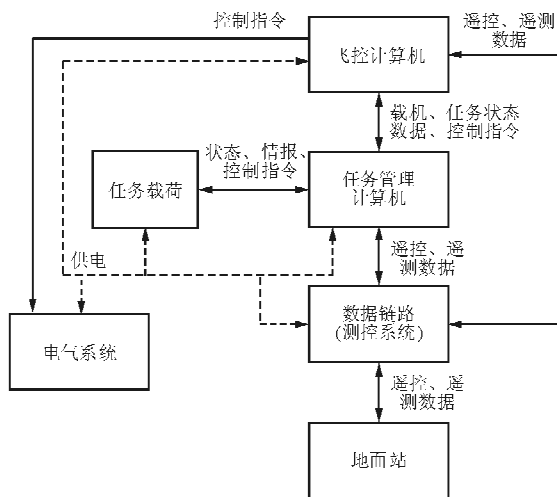 控制指令
飞控计算机
遥控、遥测
数据
载机、任务状态
数据、控制指令
状态、情报、
控制指令
任务载荷
任务管理
计算机
供电
遥控、遥
测数据
数据链路
(测控系统)
电气系统
遥控、遥
测数据
地面站